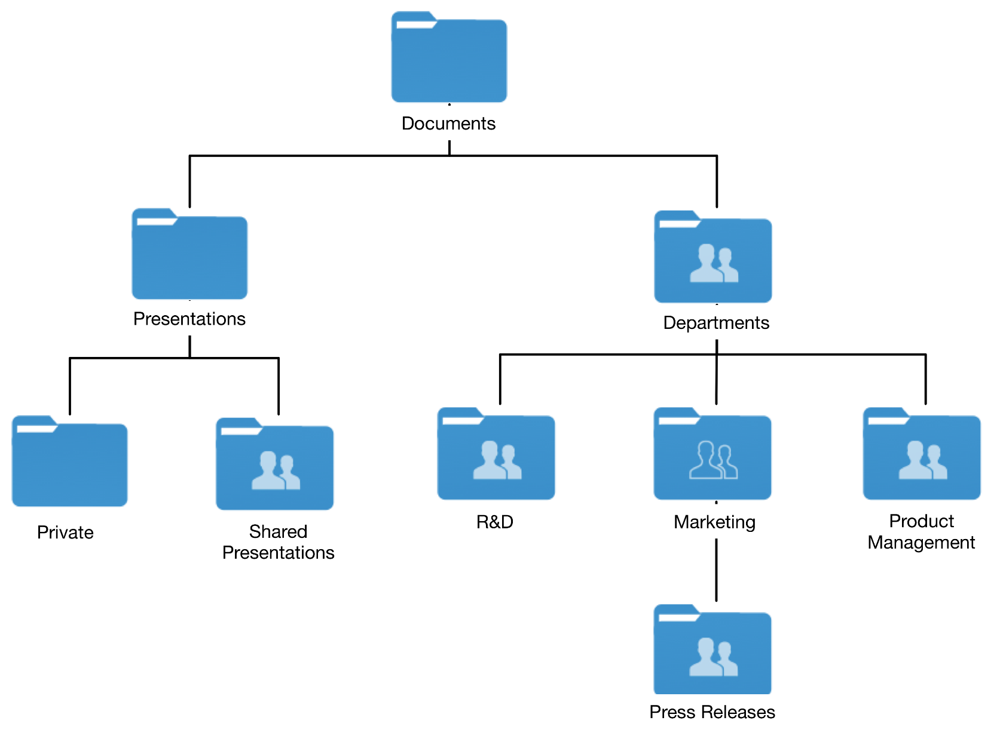 Documents
Presentations
Departments
Private
Shared
Presentations
R&D
Marketing
Product
Management
Press Releases